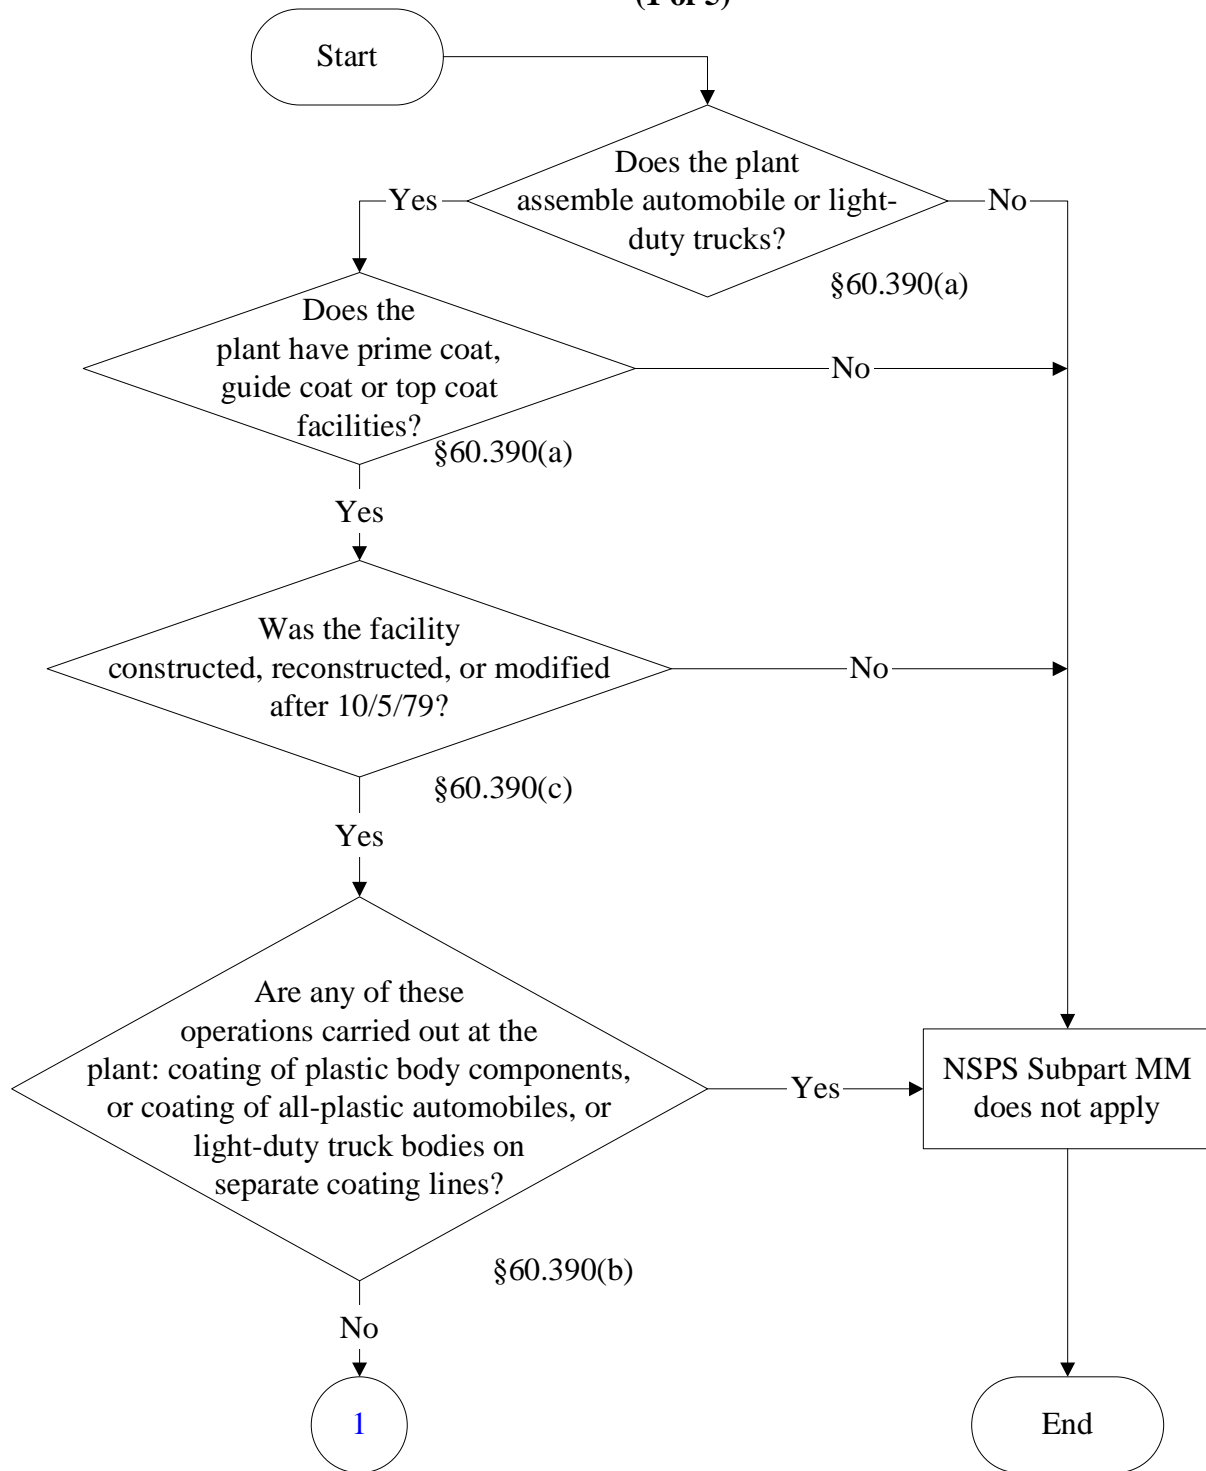 (1 of 5)
Start
Does the plant
assemble automobile or light-
duty trucks?
Yes
No
§60.390(a)
Does the
plant have prime coat,
guide coat or top coat
facilities?
No
§60.390(a)
Yes
Was the facility
constructed, reconstructed, or modified
after 10/5/79?
No
§60.390(c)
Yes
Are any of these
operations carried out at the
plant: coating of plastic body components,
or coating of all-plastic automobiles, or
light-duty truck bodies on
separate coating lines?
Yes
NSPS Subpart MM
does not apply
§60.390(b)
No
1
End